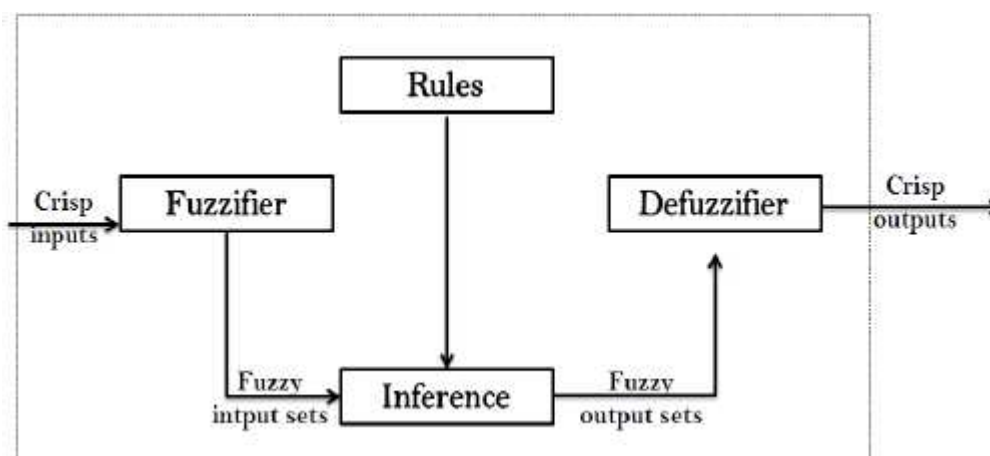 Rules
Crisp
inputs
Fuzzifier
Defuzzifier
Crisp
outputs
Fuzzy
intput sets
Inference
Fuzzy
output sets